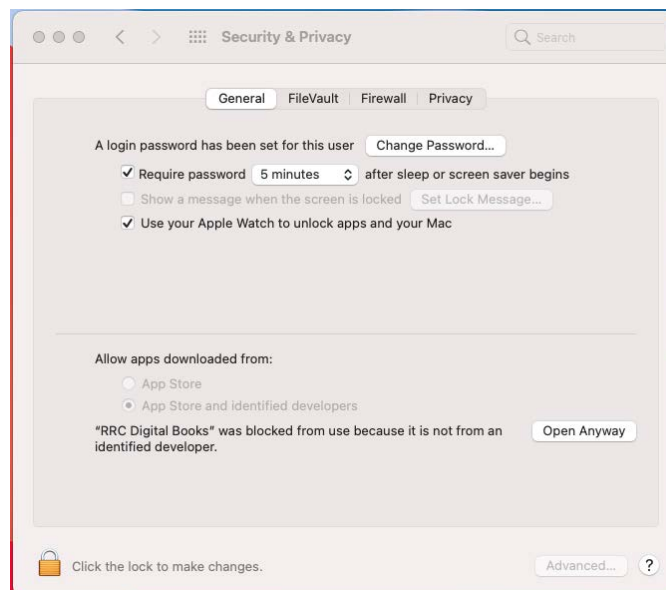 Security & Privacy
Search
General FileVault Firewall Privacy
A login password has been set for this user Change Password...
Require password 5 minutes after sleep or screen saver begins
Show a message when the screen is locked Set Lock Message...
Use your Apple Watch to unlock apps and your Mac
Allow apps downloaded from:
App Store
App Store and identified developers
“RRC Digital Books” was blocked from use because it is not from an Open Anyway
identified developer.
Click the lock to make changes.
Advanced... ?